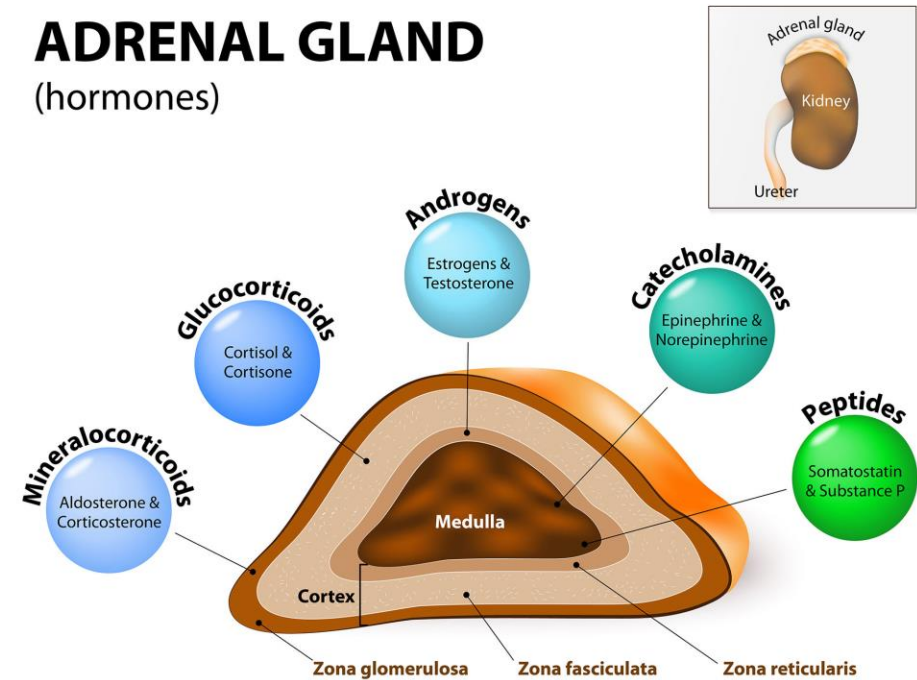 ADRENAL GLAND
(hormones)
Adrenal gland
Kidney
Ureter
Androgens
Estrogens &
Testosterone
Catecholamines
Epinephrine &
Norepinephrine
Glucocorticoids
Cortisol &
Cortisone
Peptides
Somatostatin
& Substance P
Mineralocorticoids
Aldosterone &
Corticosterone
Medulla
Cortex
Zona glomerulosa
Zona fasciculata
Zona reticularis